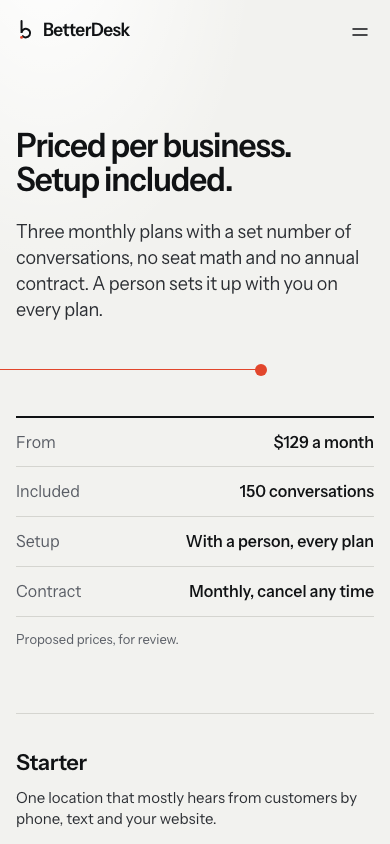 BetterDesk
Priced per business.
Setup included.
Three monthly plans with a set number of
conversations, no seat math and no annual
contract. A person sets it up with you on
every plan.
From $129 a month
Included 150 conversations
Setup With a person, every plan
Contract Monthly, cancel any time
Proposed prices, for review.
Starter
One location that mostly hears from customers by
phone, text and your website.